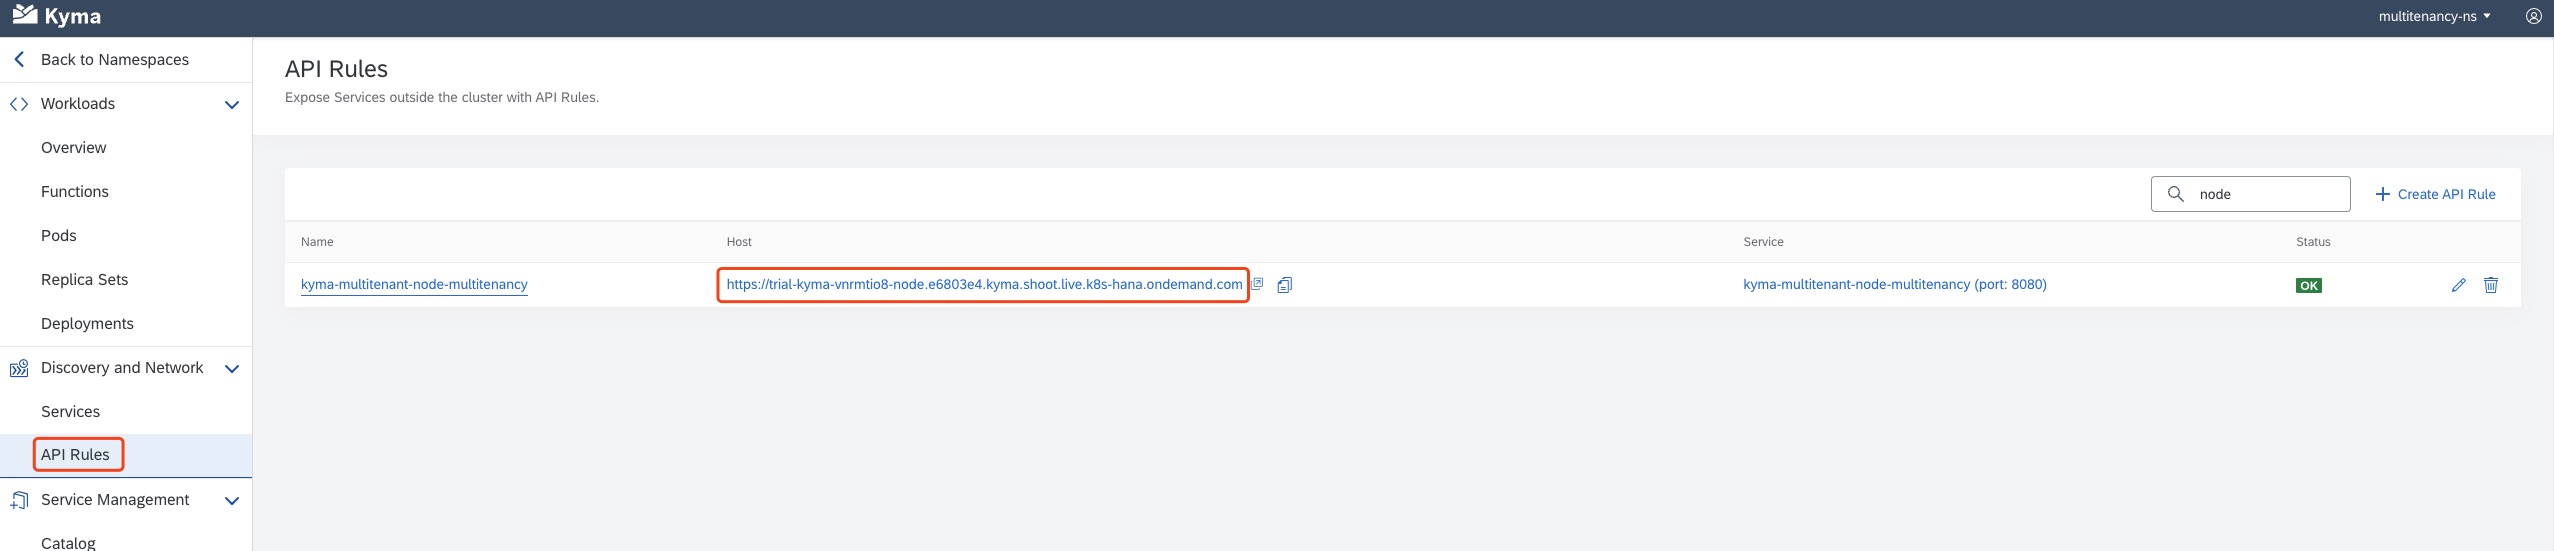 Kyma
multitenancy-ns
Back to Namespaces
Workloads
Overview
Functions
Pods
Replica Sets
Deployments
Discovery and Network
Services
API Rules
Service Management
Catalog
API Rules
Expose Services outside the cluster with API Rules.
node
Create API Rule
Name Host Service Status
kyma-multitenant-node-multitenancy https://trial-kyma-vnrmtio8-node.e6803e4.kyma.shoot.live.k8s-hana.ondemand.com kyma-multitenant-node-multitenancy (port: 8080) OK